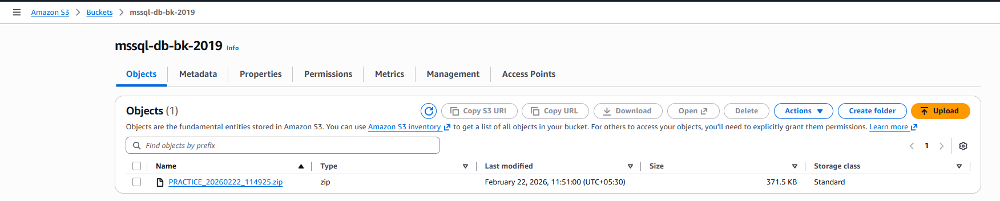 Amazon S3 > Buckets > mssql-db-bk-2019
mssql-db-bk-2019 Info
Objects Metadata Properties Permissions Metrics Management Access Points
Objects (1) Copy S3 URI Copy URL Download Open Delete Actions Create folder Upload
Objects are the fundamental entities stored in Amazon S3. You can use Amazon S3 inventory to get a list of all objects in your bucket. For others to access your objects, you'll need to explicitly grant them permissions. Learn more
Find objects by prefix < 1 >
Name Type Last modified Size Storage class
PRACTICE_20260222_114925.zip zip February 22, 2026, 11:51:00 (UTC+05:30) 371.5 KB Standard